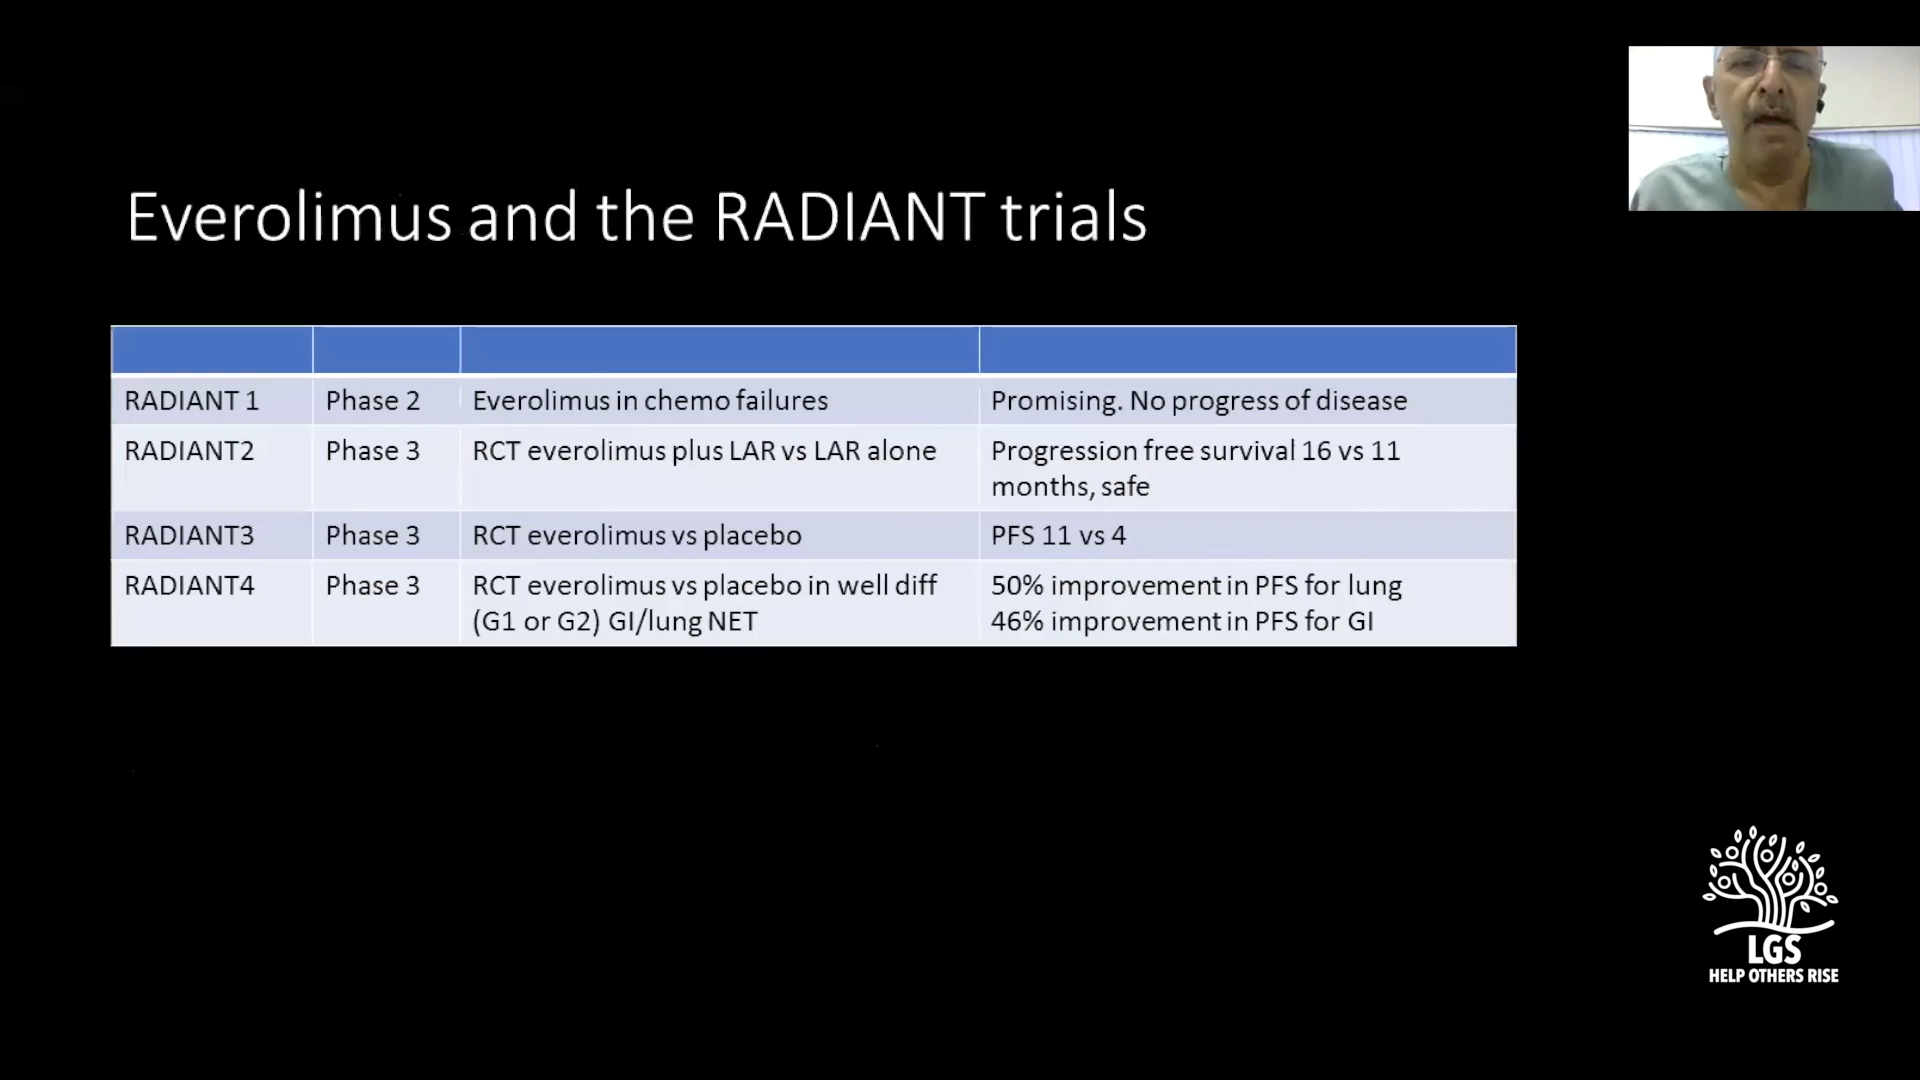 Everolimus and the RADIANT trials
RADIANT 1 Phase 2 Everolimus in chemo failures Promising. No progress of disease
RADIANT2 Phase 3 RCT everolimus plus LAR vs LAR alone Progression free survival 16 vs 11
months, safe
RADIANT3 Phase 3 RCT everolimus vs placebo PFS 11 vs 4
RADIANT4 Phase 3 RCT everolimus vs placebo in well diff 50% improvement in PFS for lung
(G1 or G2) GI/lung NET 46% improvement in PFS for GI
LGS
HELP OTHERS RISE